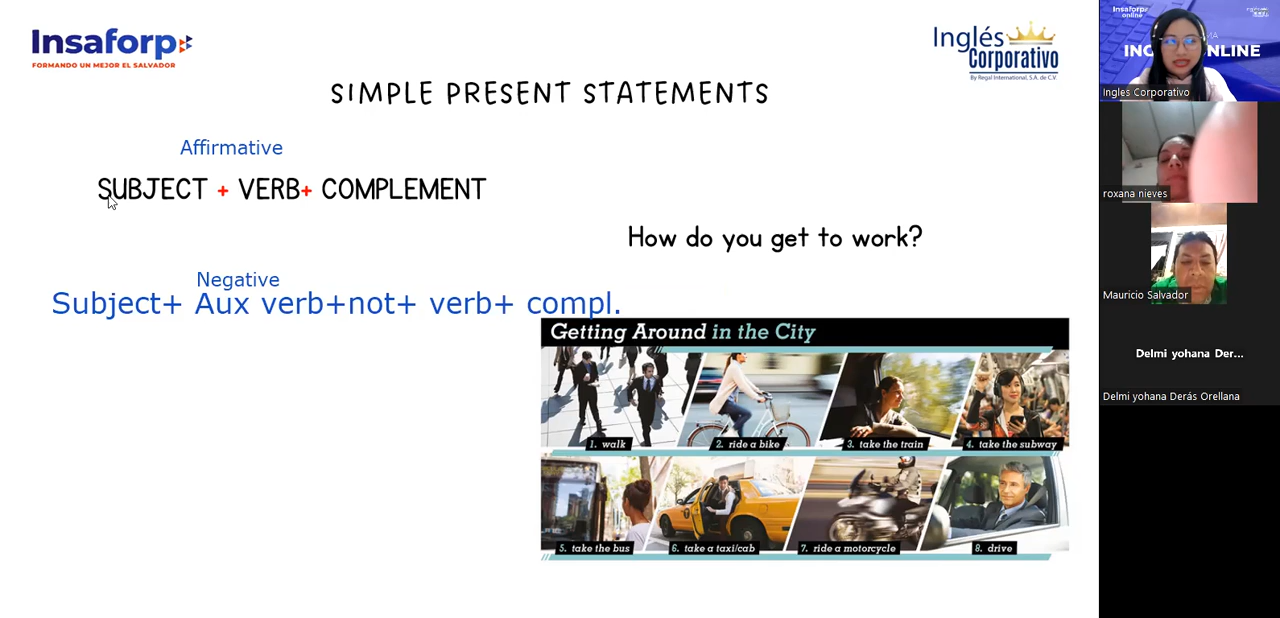 Insaforp
FORMANDO UN MEJOR EL SALVADOR
Inglés
Corporativo
By Regal International, S.A. de C.V.
SIMPLE PRESENT STATEMENTS
Affirmative
SUBJECT + VERB+ COMPLEMENT
How do you get to work?
Negative
Subject+ Aux verb+not+ verb+ compl.
Getting Around in the City
1. walk
2. ride a bike
3. take the train
4. take the subway
5. take the bus
6. take a taxi/cab
7. ride a motorcycle
8. drive
Insaforp
online
NLINE
Ingles Corporativo
roxana nieves
Mauricio Salvador
Delmi yohana Der...
Delmi yohana Derás Orellana